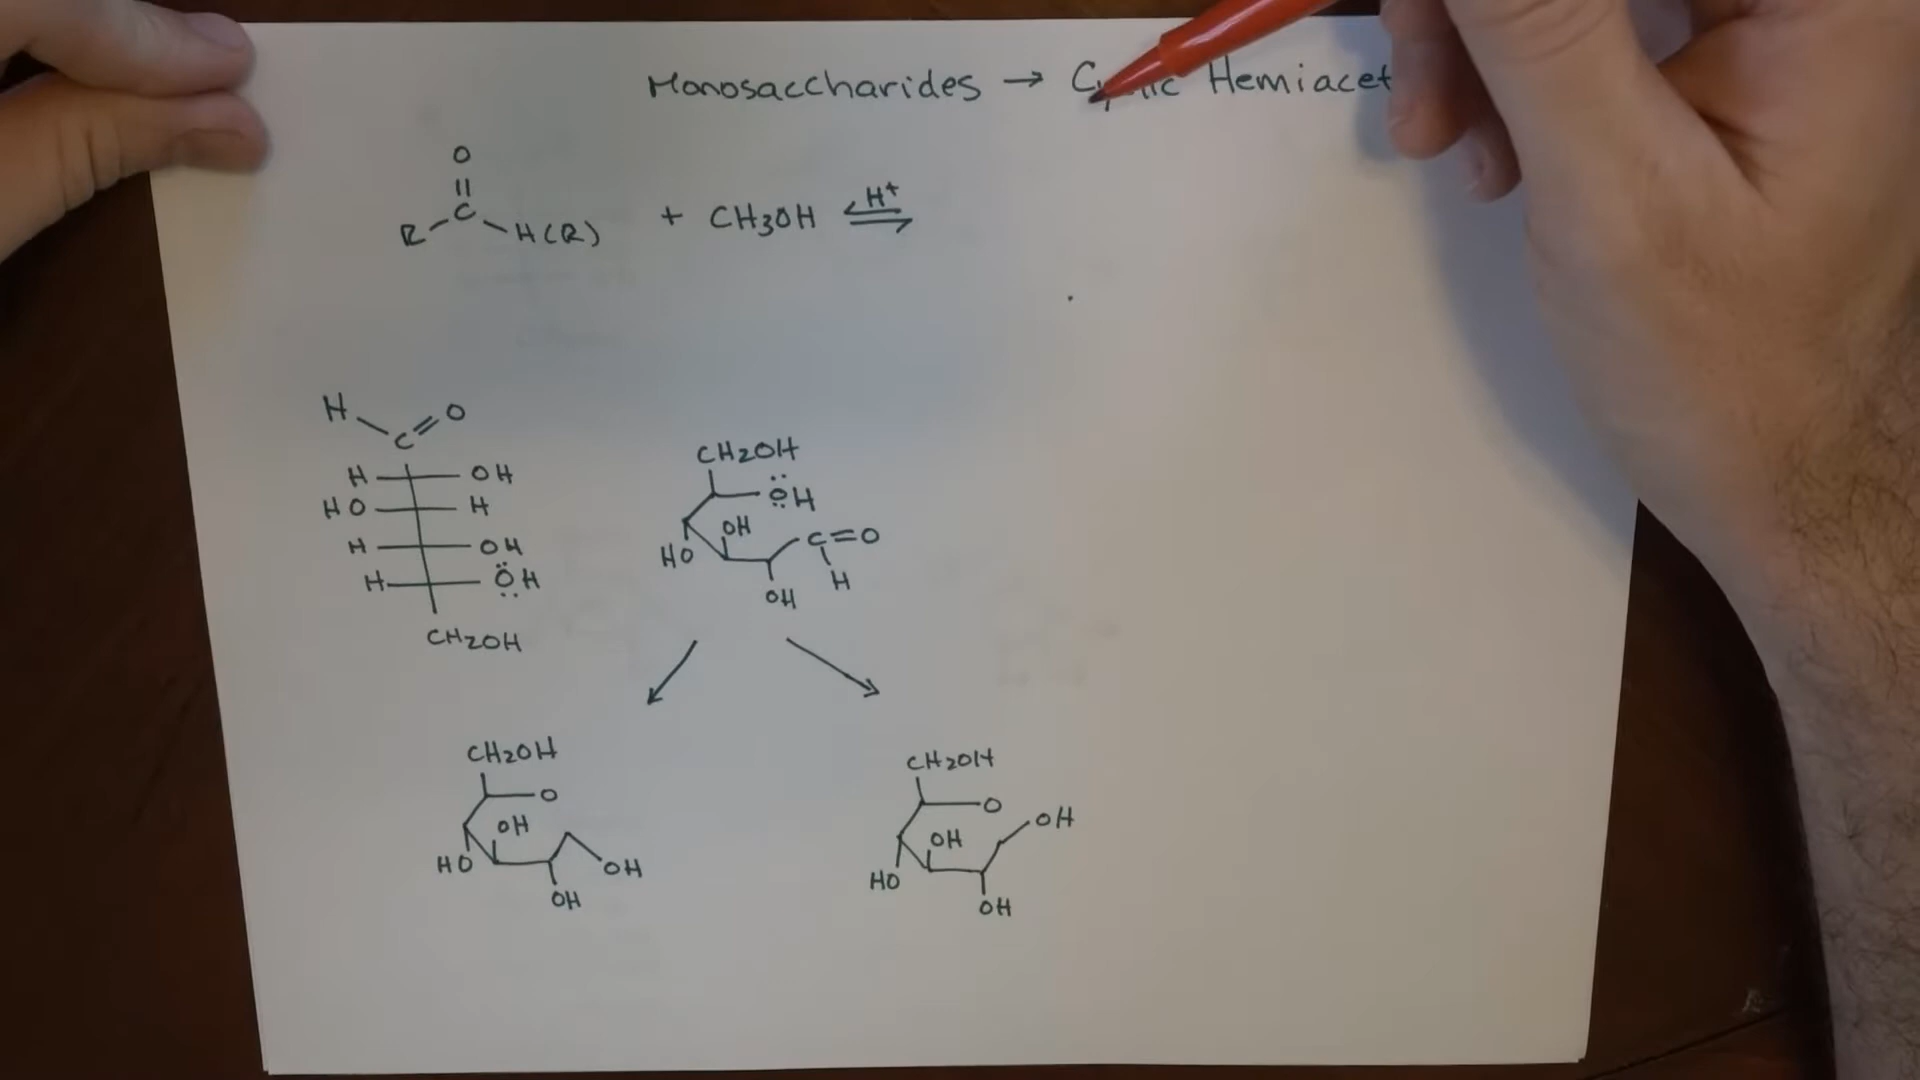 Monosaccharides → Cyclic Hemiacet
O
||
C
R H(R) + CH3OH H+
H O
C
H OH
HO H
H OH
H ÖH
CH2OH
CH2OH
ÖH
OH
HO C=O
H
OH
CH2OH
O
OH
HO OH
OH
CH2OH
O
OH
OH
HO
OH